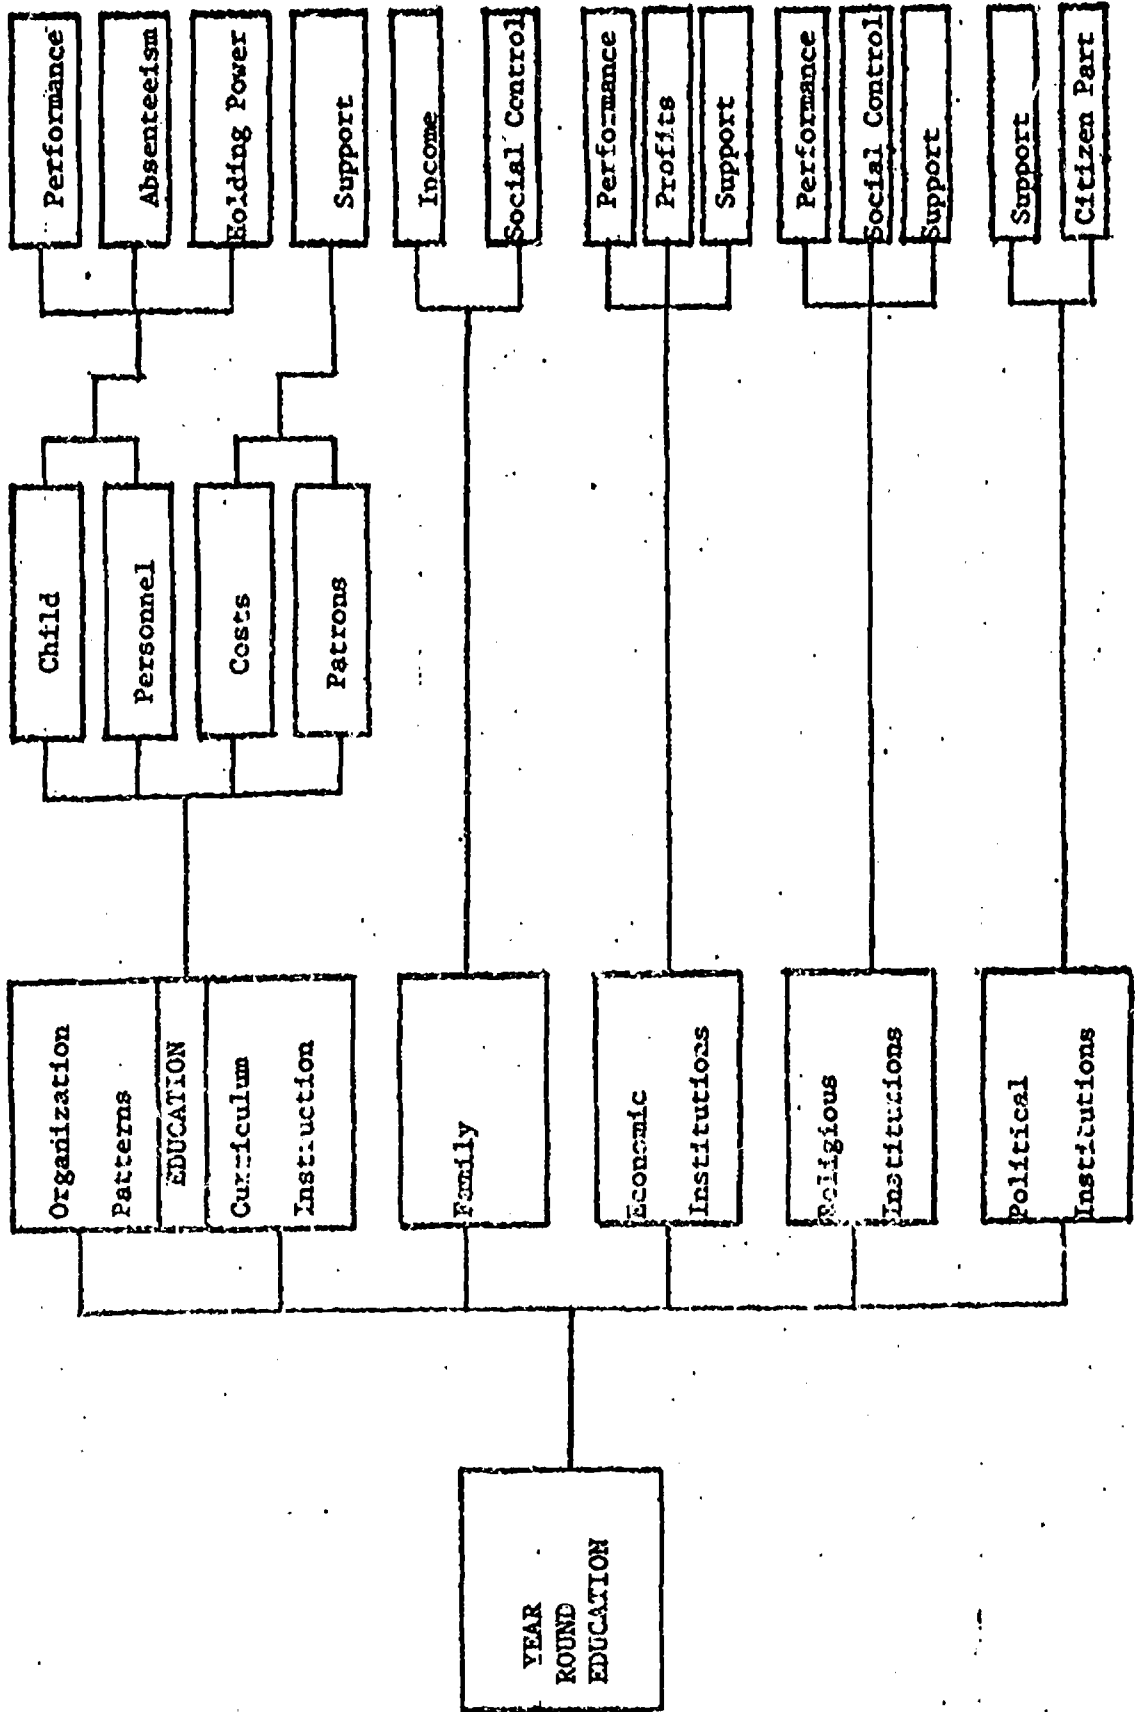 YEAR
ROUND
EDUCATION
Organization
Patterns
EDUCATION
Curriculum
Instruction
Family
Economic
Institutions
Religious
Institutions
Political
Institutions
Child
Personnel
Costs
Patrons
Performance
Absenteeism
Holding Power
Support
Income
Social Control
Performance
Profits
Support
Performance
Social Control
Support
Support
Citizen Part